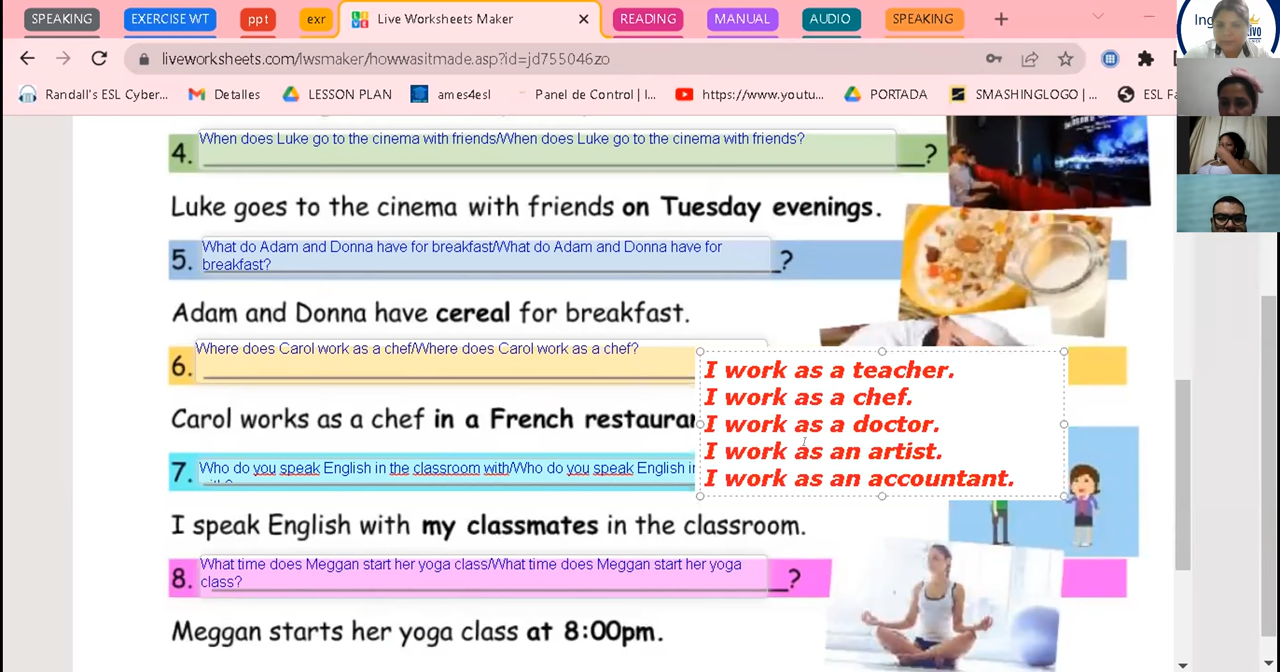 SPEAKING
EXERCISE WT
ppt
exr
Live Worksheets Maker
READING
MANUAL
AUDIO
SPEAKING
liveworksheets.com/lwsmaker/howwasitmade.asp?id=jd755046zo
Randall's ESL Cyber...
Detalles
LESSON PLAN
ames4esl
Panel de Control | I...
https://www.youtu...
PORTADA
SMASHINGLOGO | ...
ESL Fa
4. When does Luke go to the cinema with friends/When does Luke go to the cinema with friends?
?
Luke goes to the cinema with friends on Tuesday evenings.
5. What do Adam and Donna have for breakfast/What do Adam and Donna have for
breakfast?
?
Adam and Donna have cereal for breakfast.
6. Where does Carol work as a chef/Where does Carol work as a chef?
Carol works as a chef in a French restaurar
I work as a teacher.
I work as a chef.
I work as a doctor.
I work as an artist.
I work as an accountant.
7. Who do you speak English in the classroom with/Who do you speak English in
I speak English with my classmates in the classroom.
8. What time does Meggan start her yoga class/What time does Meggan start her yoga
class?
?
Meggan starts her yoga class at 8:00pm.